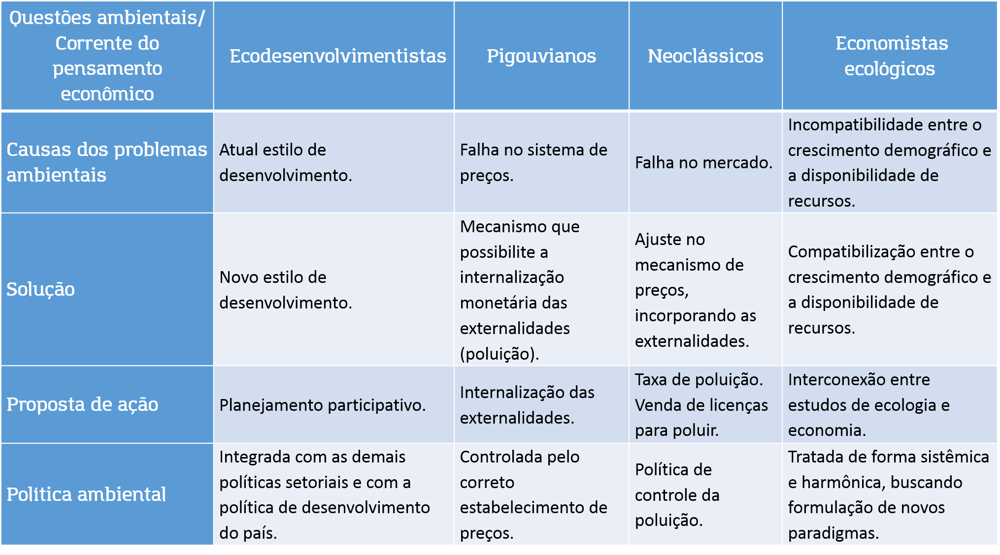 Questões ambientais/
Corrente do
pensamento
econômico
Ecodesenvolvimentistas
Pigouvianos
Neoclássicos
Economistas
ecológicos
Causas dos problemas
ambientais
Atual estilo de
desenvolvimento.
Falha no sistema de
preços.
Falha no mercado.
Incompatibilidade entre o
crescimento demográfico e
a disponibilidade de
recursos.
Solução
Novo estilo de
desenvolvimento.
Mecanismo que
possibilite a
internalização
monetária das
externalidades
(poluição).
Ajuste no
mecanismo de
preços,
incorporando as
externalidades.
Compatibilização entre o
crescimento demográfico e
a disponibilidade de
recursos.
Proposta de ação
Planejamento participativo.
Internalização das
externalidades.
Taxa de poluição.
Venda de licenças
para poluir.
Interconexão entre
estudos de ecologia e
economia.
Política ambiental
Integrada com as demais
políticas setoriais e com a
política de desenvolvimento
do país.
Controlada pelo
correto
estabelecimento de
preços.
Política de
controle da
poluição.
Tratada de forma sistêmica
e harmônica, buscando
formulação de novos
paradigmas.